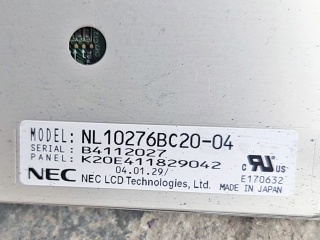 MODEL: NL10276BC20-04
SERIAL: B4112027
PANEL: K20E411829042
04.01.29/
NEC NEC LCD Technologies, Ltd.
c RU us
E170632
MADE IN JAPAN